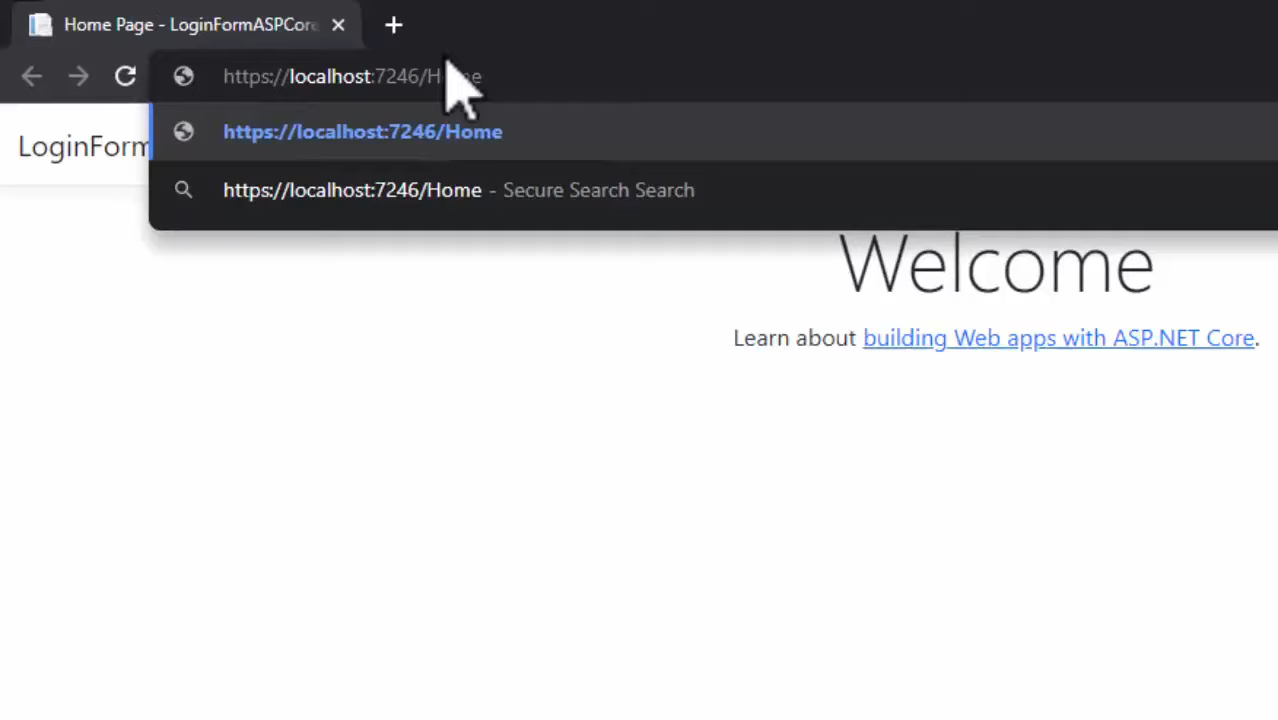 Home Page - LoginFormASPCore
https://localhost:7246/Home
https://localhost:7246/Home
LoginForm
https://localhost:7246/Home - Secure Search Search
Welcome
Learn about building Web apps with ASP.NET Core.